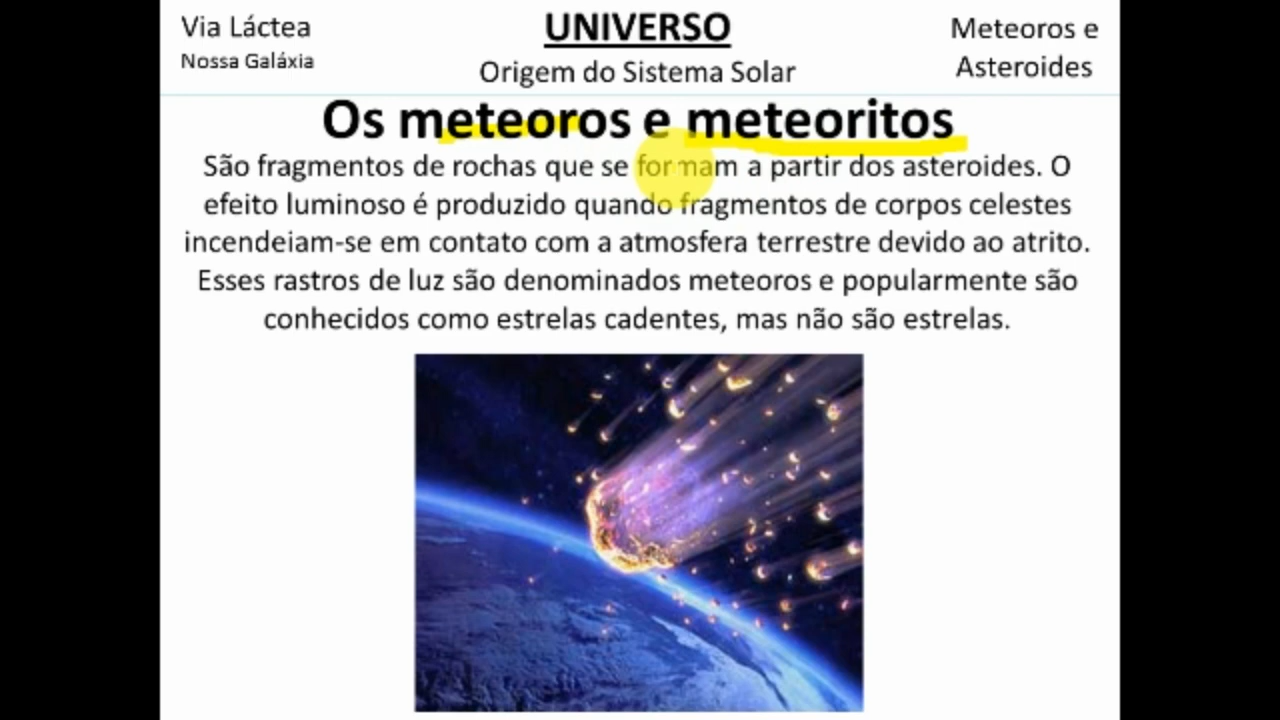 Via Láctea
Nossa Galáxia
UNIVERSO
Origem do Sistema Solar
Meteoros e
Asteroides
Os meteoros e meteoritos
São fragmentos de rochas que se formam a partir dos asteroides. O
efeito luminoso é produzido quando fragmentos de corpos celestes
incendeiam-se em contato com a atmosfera terrestre devido ao atrito.
Esses rastros de luz são denominados meteoros e popularmente são
conhecidos como estrelas cadentes, mas não são estrelas.